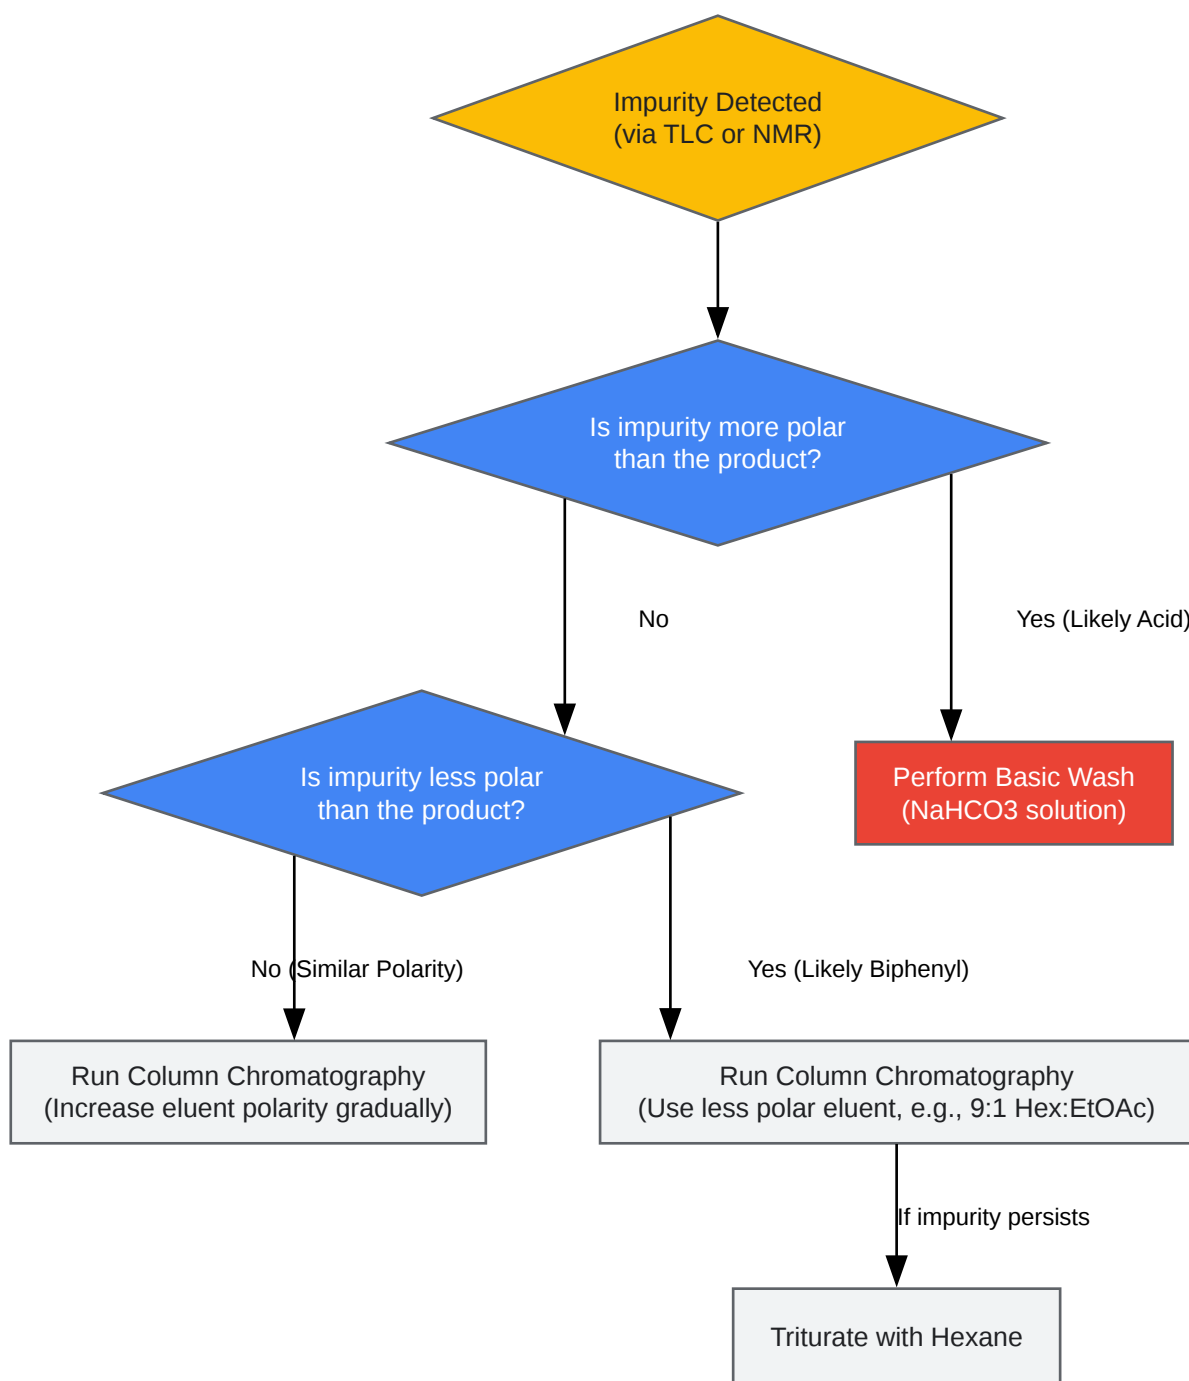 Impurity Detected
(via TLC or NMR)
Is impurity more polar
than the product?
No
Yes (Likely Acid)
Is impurity less polar
than the product?
Perform Basic Wash
(NaHCO3 solution)
No (Similar Polarity)
Yes (Likely Biphenyl)
Run Column Chromatography
(Increase eluent polarity gradually)
Run Column Chromatography
(Use less polar eluent, e.g., 9:1 Hex:EtOAc)
If impurity persists
Triturate with Hexane